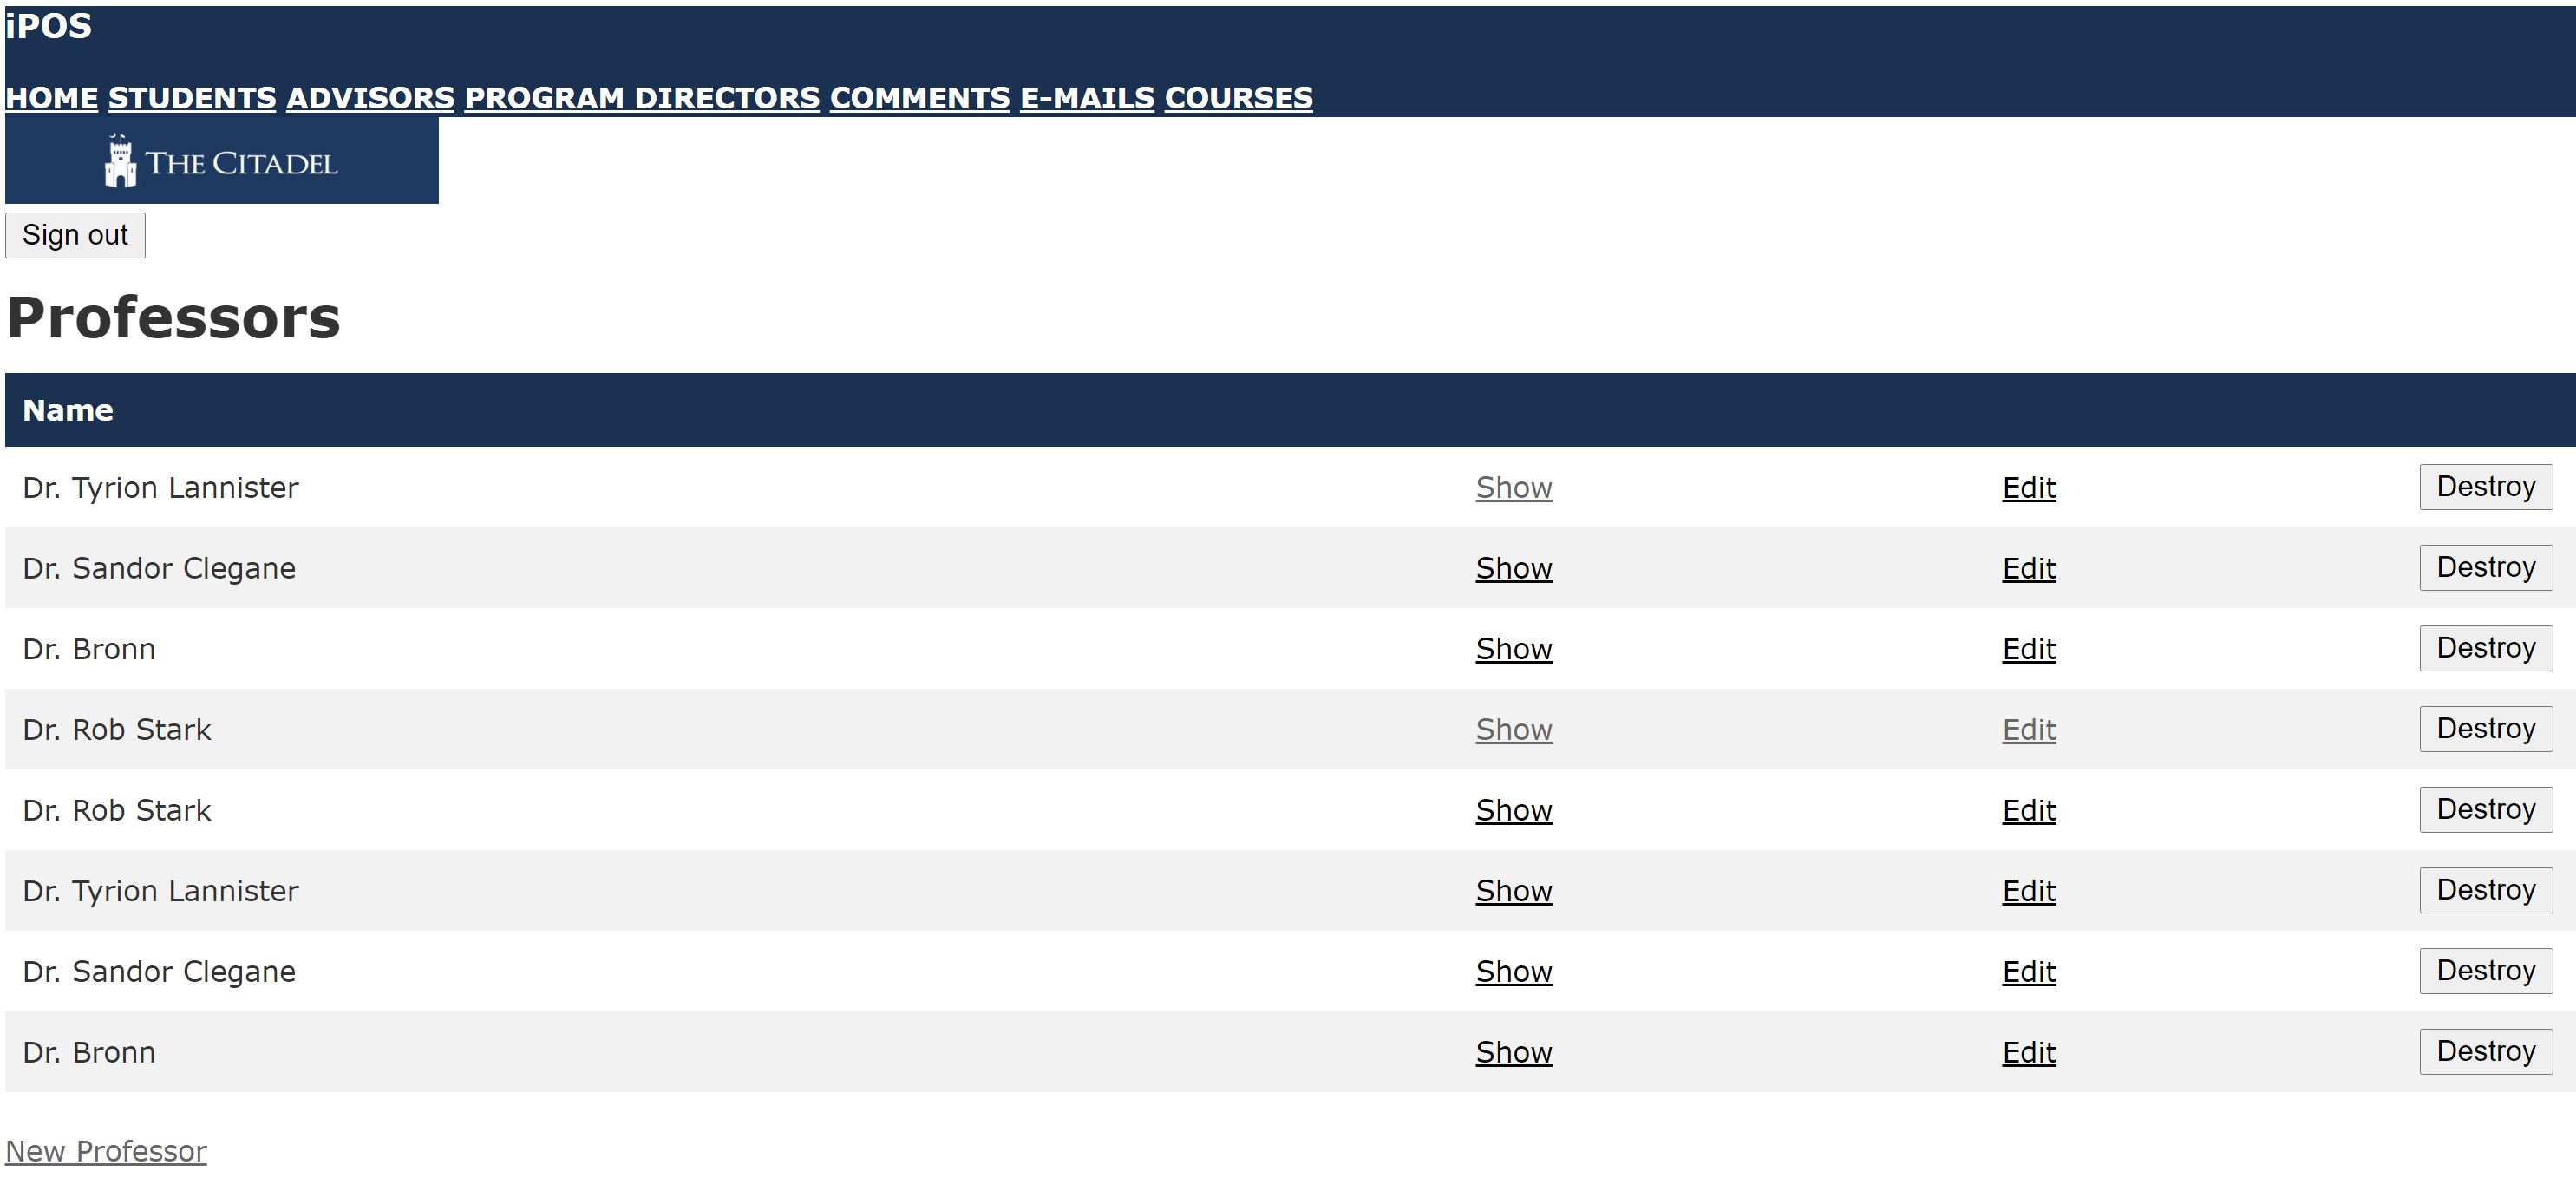 iPOS
HOME STUDENTS ADVISORS PROGRAM DIRECTORS COMMENTS E-MAILS COURSES
THE CITADEL
Sign out
Professors
Name
Dr. Tyrion Lannister Show Edit Destroy
Dr. Sandor Clegane Show Edit Destroy
Dr. Bronn Show Edit Destroy
Dr. Rob Stark Show Edit Destroy
Dr. Rob Stark Show Edit Destroy
Dr. Tyrion Lannister Show Edit Destroy
Dr. Sandor Clegane Show Edit Destroy
Dr. Bronn Show Edit Destroy
New Professor